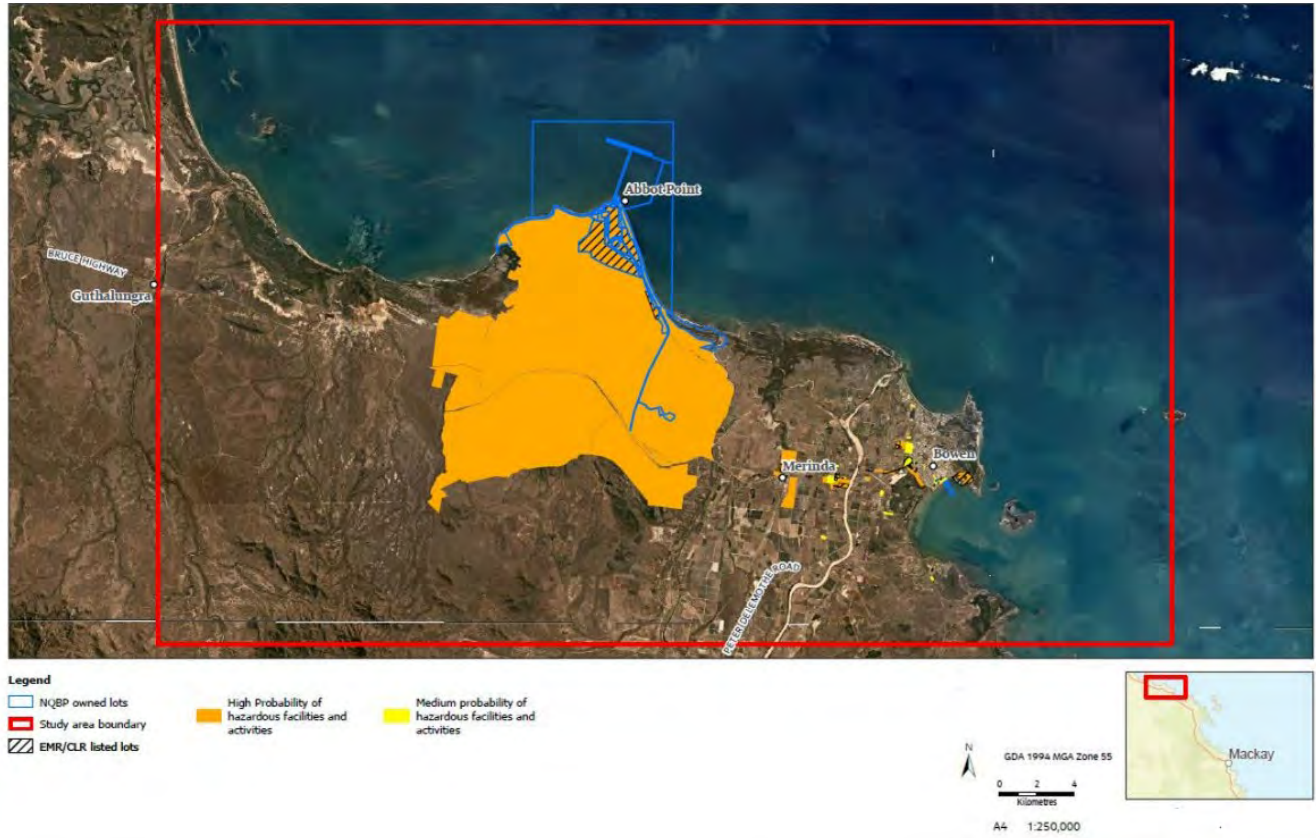 Abbot Point
BRUCE HIGHWAY
Guthalungra
Merinda
Bowen
PETER DELEMOTHE ROAD
Legend
NQBP owned lots
Study area boundary
EMR/CLR listed lots
High Probability of
hazardous facilities and
activities
Medium probability of
hazardous facilities and
activities
N
GDA 1994 MGA Zone 55
0 2 4
Kilometres
A4 1:250,000
Mackay